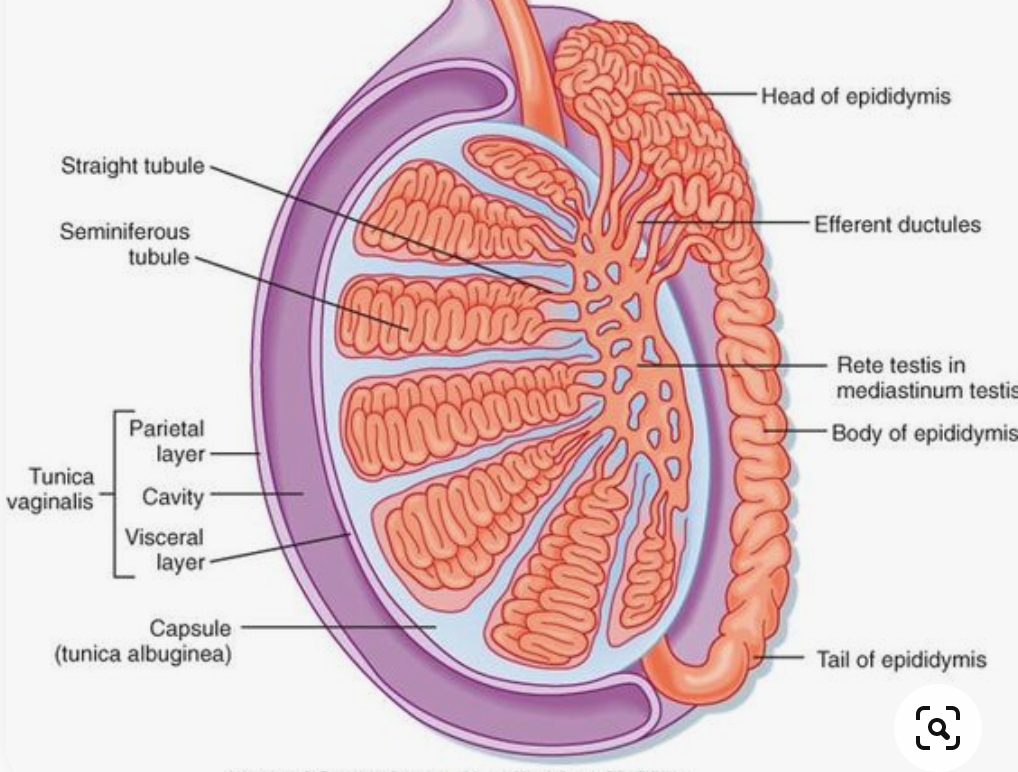 Head of epididymis
Straight tubule
Efferent ductules
Seminiferous
tubule
Rete testis in
mediastinum testis
Parietal
layer
Body of epididymis
Tunica
vaginalis
Cavity
Visceral
layer
Capsule
(tunica albuginea)
Tail of epididymis